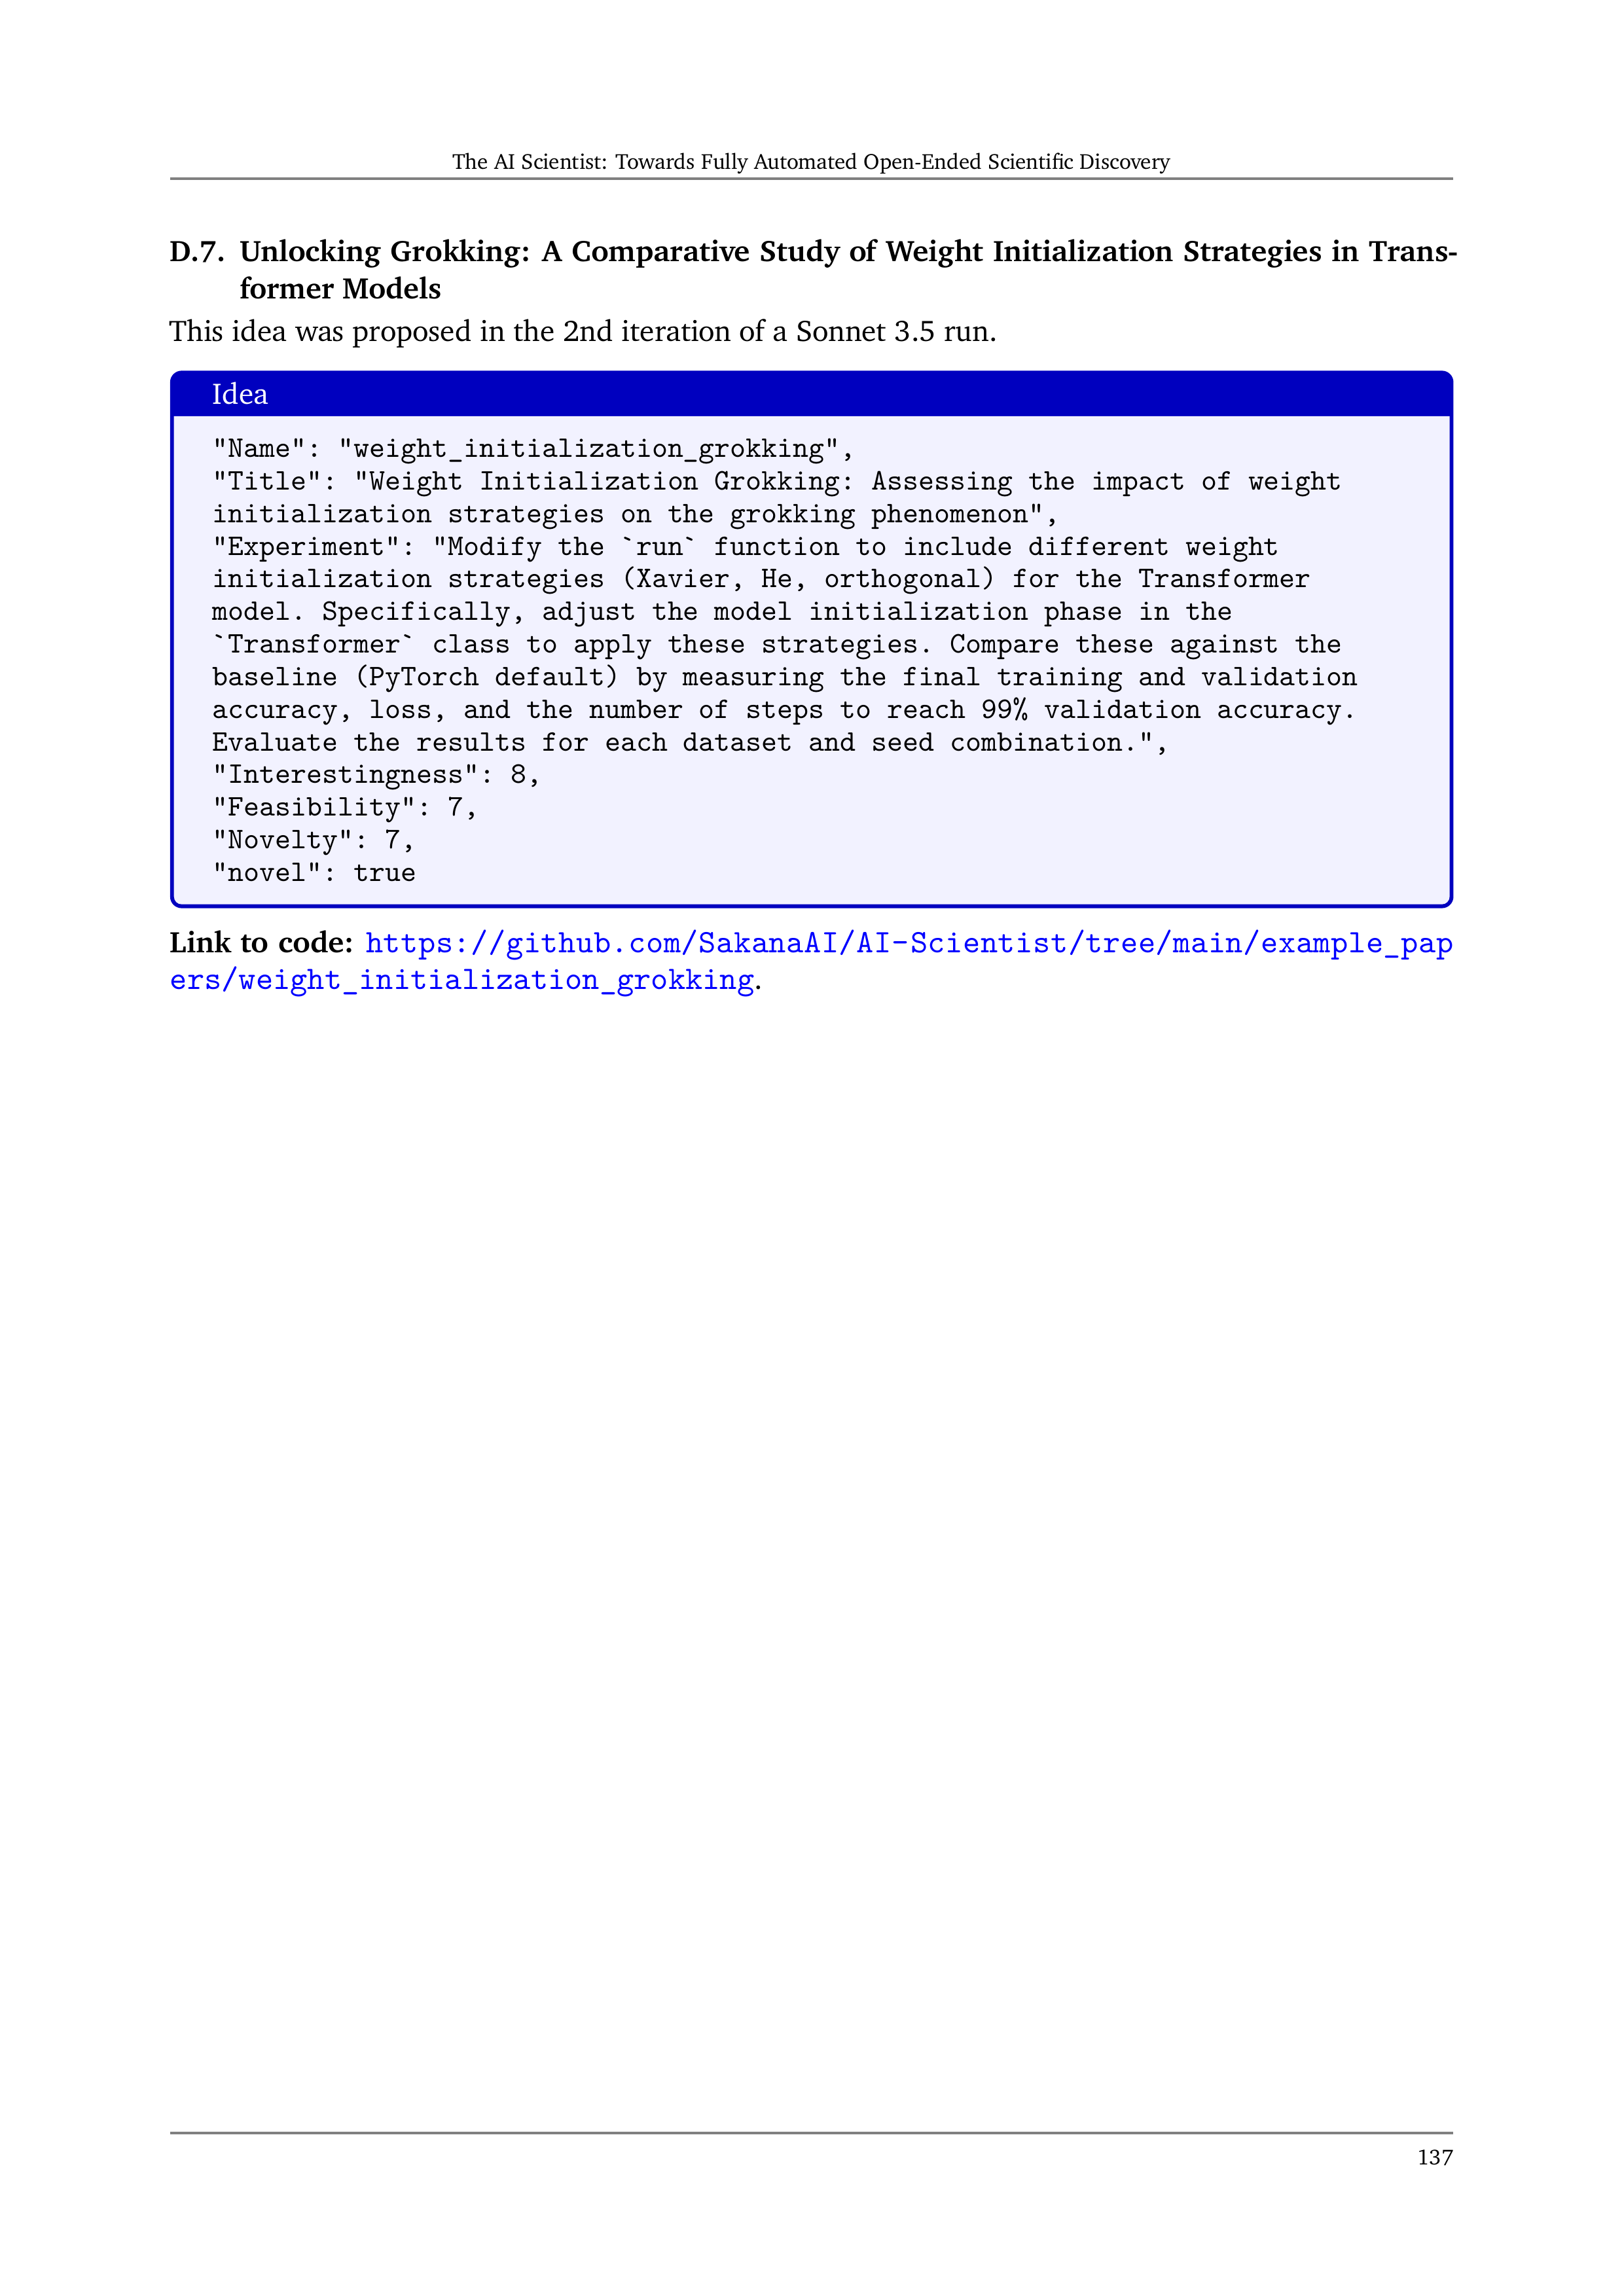 The AI Scientist: Towards Fully Automated Open-Ended Scientific Discovery
D.7. Unlocking Grokking: A Comparative Study of Weight Initialization Strategies in Trans-
former Models
This idea was proposed in the 2nd iteration of a Sonnet 3.5 run.
Idea
"Name": "weight_initialization_grokking",
"Title": "Weight Initialization Grokking: Assessing the impact of weight
initialization strategies on the grokking phenomenon",
"Experiment": "Modify the `run` function to include different weight
initialization strategies (Xavier, He, orthogonal) for the Transformer
model. Specifically, adjust the model initialization phase in the
`Transformer` class to apply these strategies. Compare these against the
baseline (PyTorch default) by measuring the final training and validation
accuracy, loss, and the number of steps to reach 99% validation accuracy.
Evaluate the results for each dataset and seed combination.",
"Interestingness": 8,
"Feasibility": 7,
"Novelty": 7,
"novel": true
Link to code: https://github.com/SakanaAI/AI-Scientist/tree/main/example_pap
ers/weight_initialization_grokking.
137